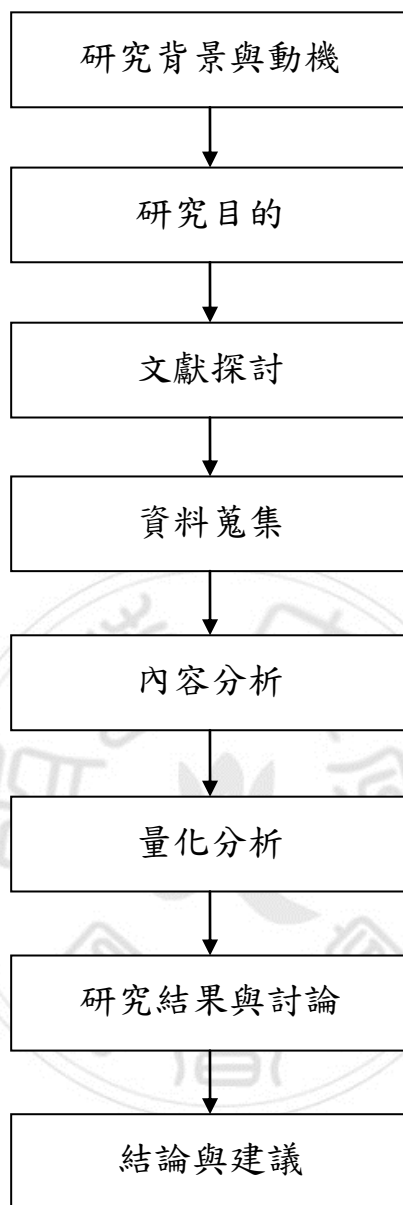 研究背景與動機
研究目的
文獻探討
資料蒐集
內容分析
量化分析
研究結果與討論
結論與建議